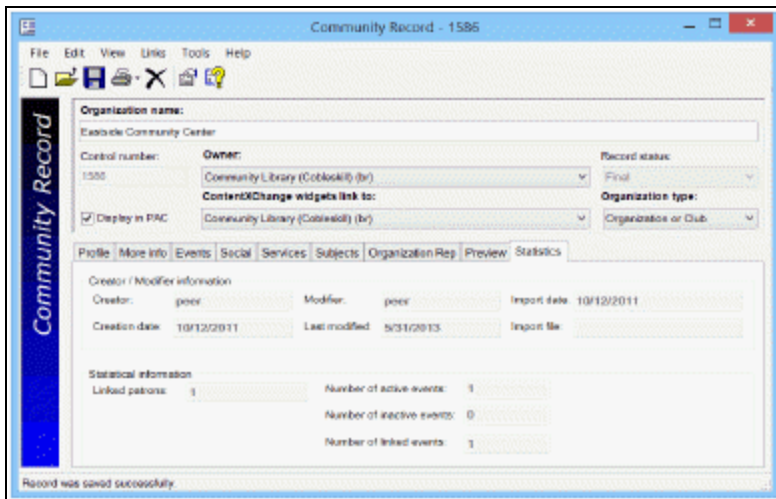 Community Record - 1586
File Edit View Links Tools Help
Community Record
Organization name:
Eastside Community Center
Control number: Owner: Record status:
1586 Community Library (Cobleskill) (br) Final
ContentXChange widgets link to: Organization type:
Display in PAC Community Library (Cobleskill) (br) Organization or Club
Profile More info Events Social Services Subjects Organization Rep Preview Statistics
Creator / Modifier information
Creator: peer Modifier: peer Import date: 10/12/2011
Creation date: 10/12/2011 Last modified 5/31/2013 Import file:
Statistical information
Linked patrons: 1 Number of active events: 1
Number of inactive events: 0
Number of linked events: 1
Record was saved successfully.